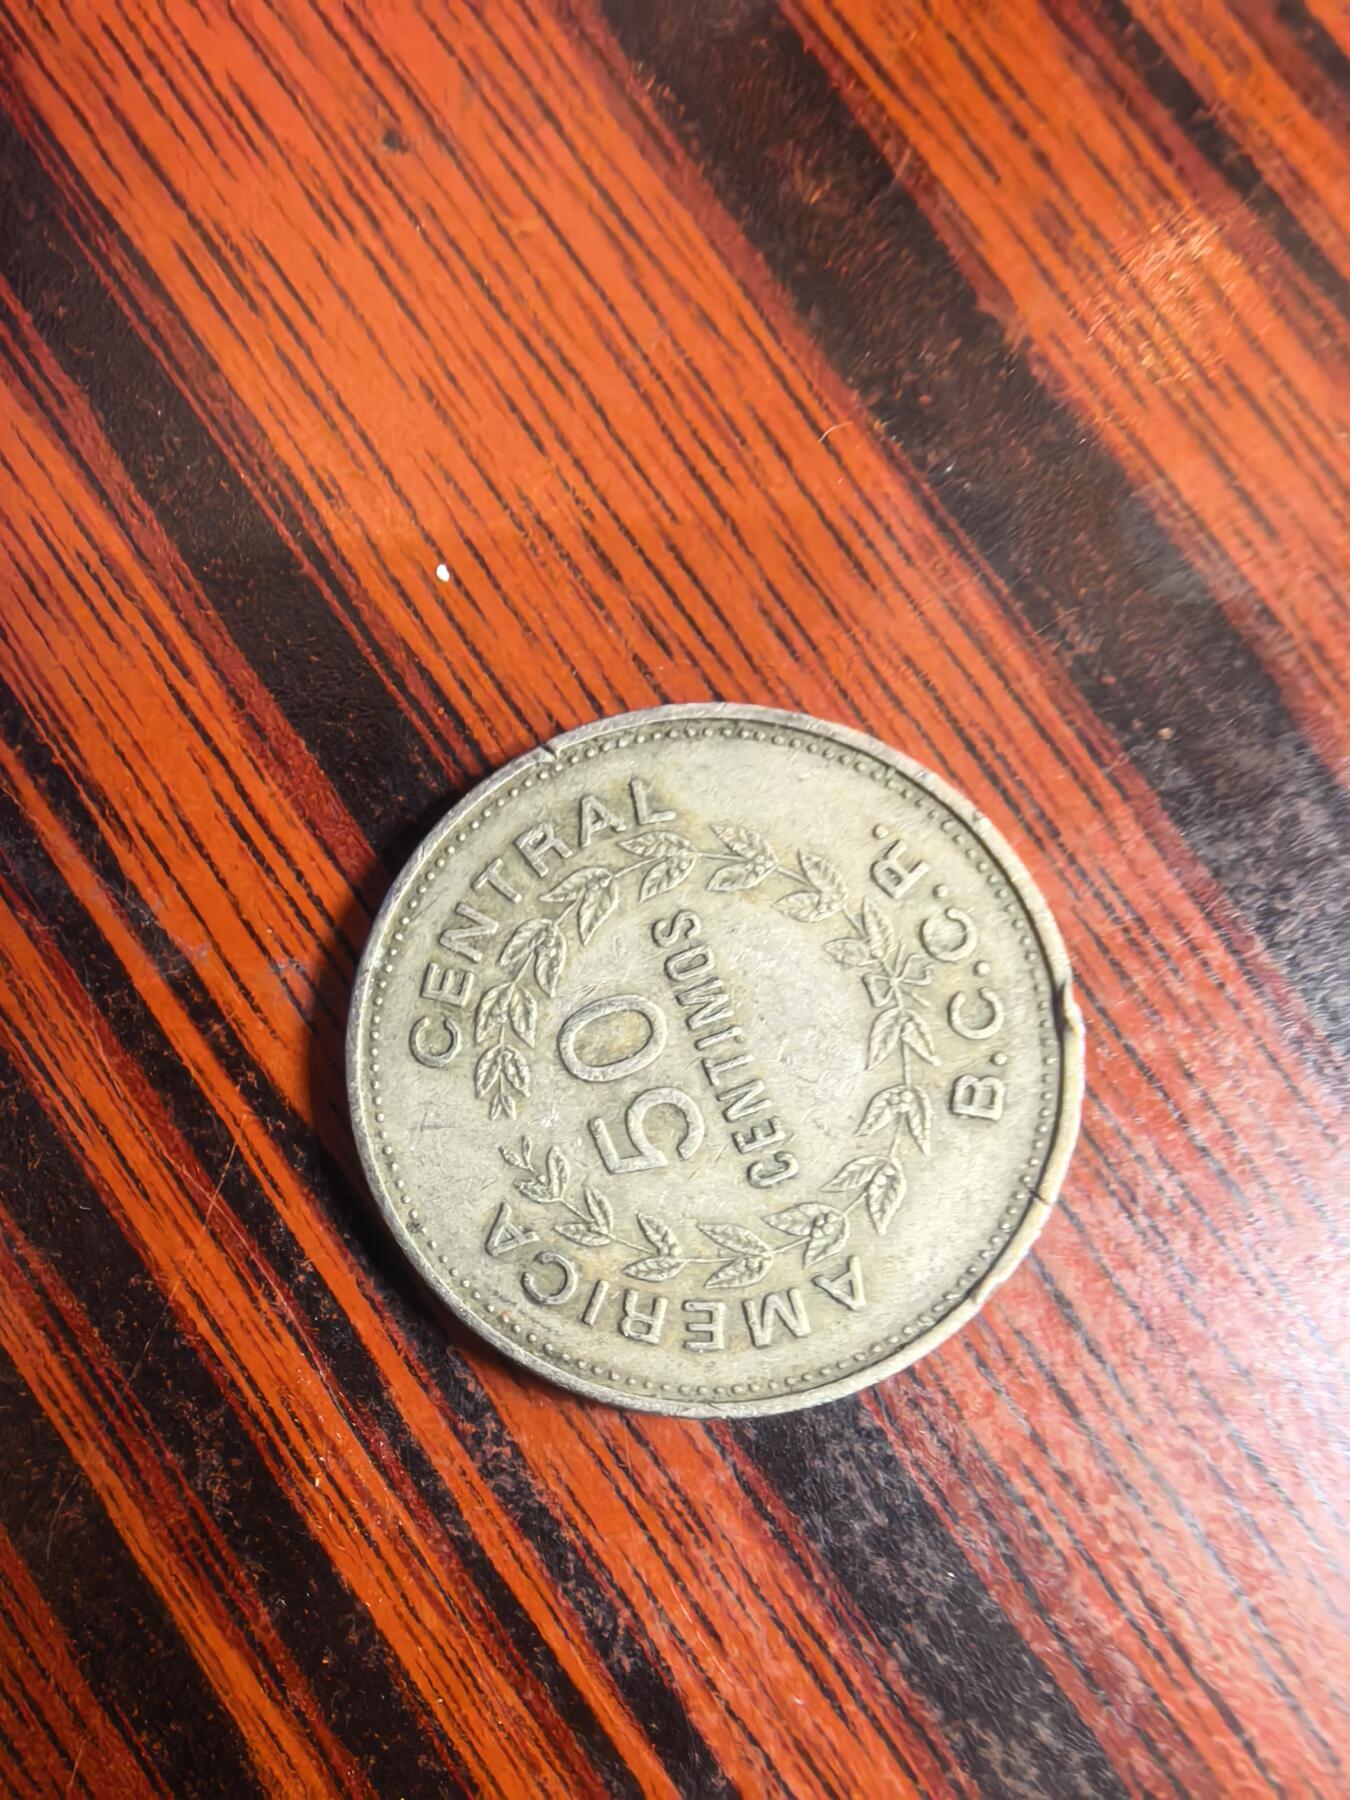 AMERICA CENTRAL
50
CENTIMOS
B.C.C.R.